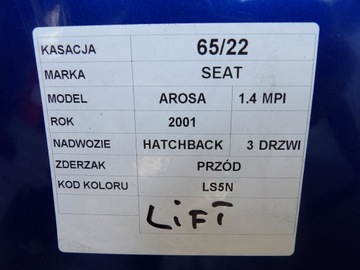 KASACJA 65/22
MARKA SEAT
MODEL AROSA 1.4 MPI
ROK 2001
NADWOZIE HATCHBACK 3 DRZWI
ZDERZAK PRZÓD
KOD KOLORU LS5N
LiFT